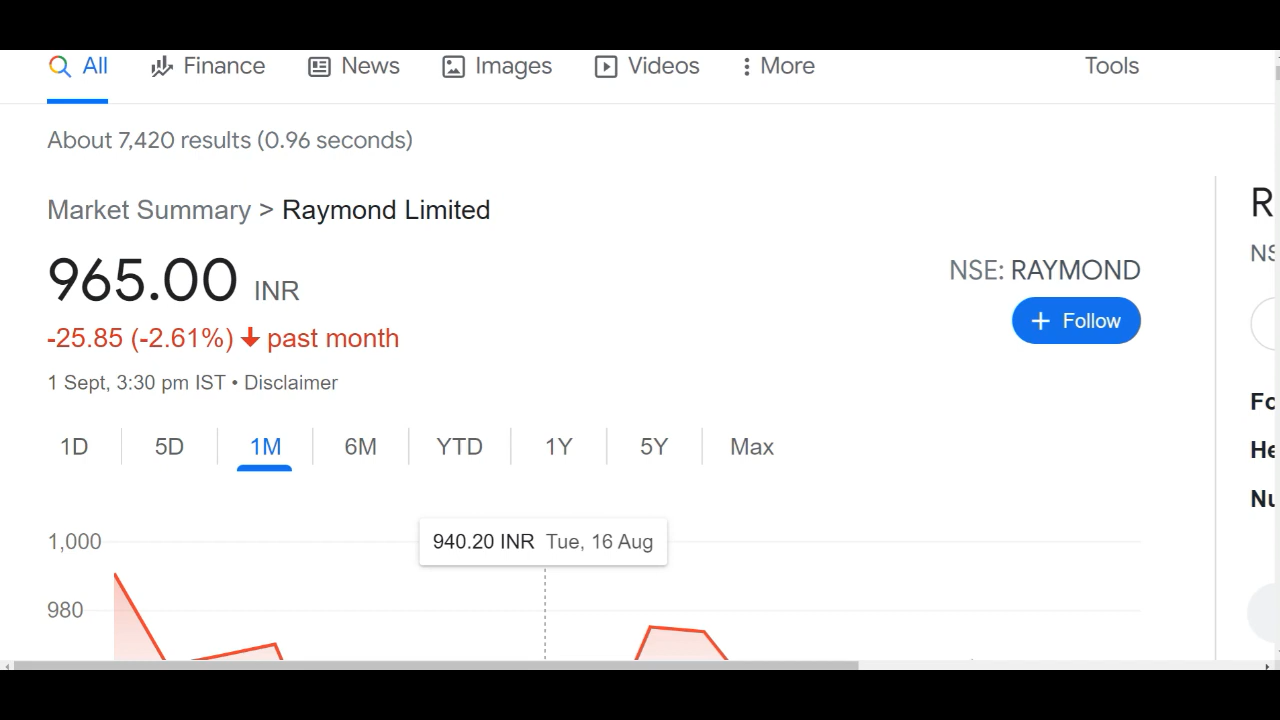 All Finance News Images Videos More Tools
About 7,420 results (0.96 seconds)
Market Summary > Raymond Limited
965.00 INR
NSE: RAYMOND
-25.85 (-2.61%) past month
+ Follow
1 Sept, 3:30 pm IST • Disclaimer
1D 5D 1M 6M YTD 1Y 5Y Max
940.20 INR Tue, 16 Aug
1,000
980